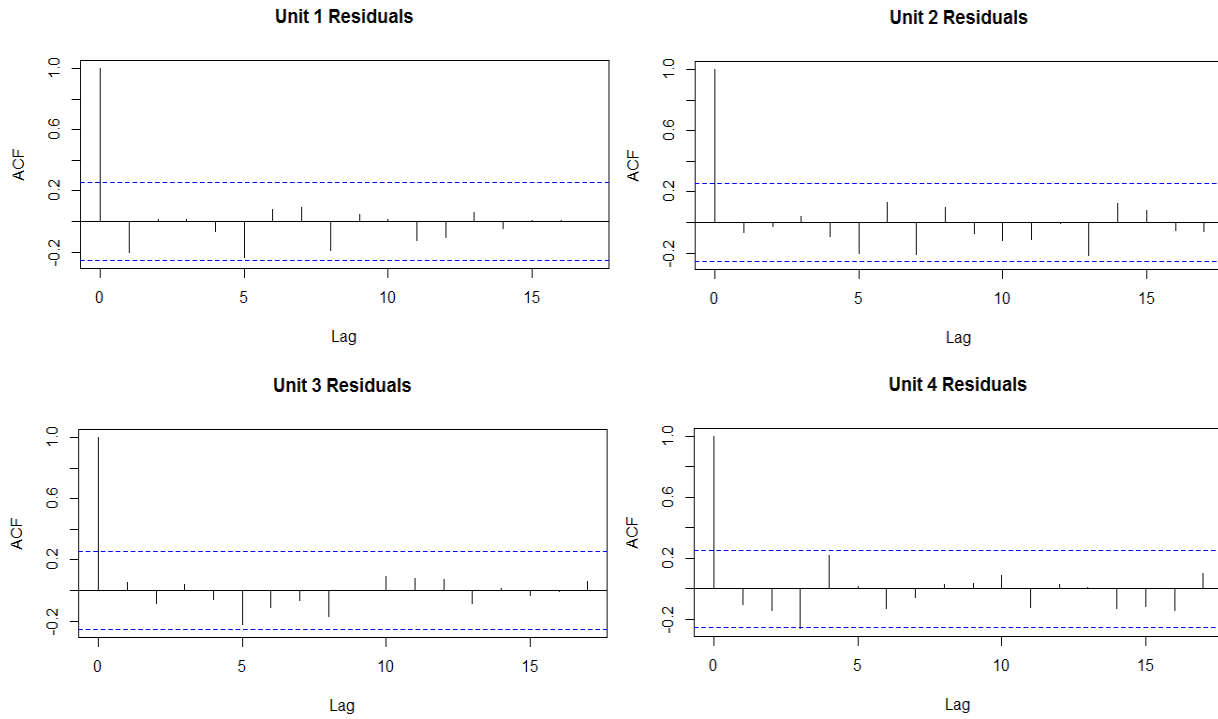 Unit 1 Residuals
ACF
-0.2 0.2 0.6 1.0
0 5 10 15
Lag
Unit 2 Residuals
ACF
-0.2 0.2 0.6 1.0
0 5 10 15
Lag
Unit 3 Residuals
ACF
-0.2 0.2 0.6 1.0
0 5 10 15
Lag
Unit 4 Residuals
ACF
-0.2 0.2 0.6 1.0
0 5 10 15
Lag